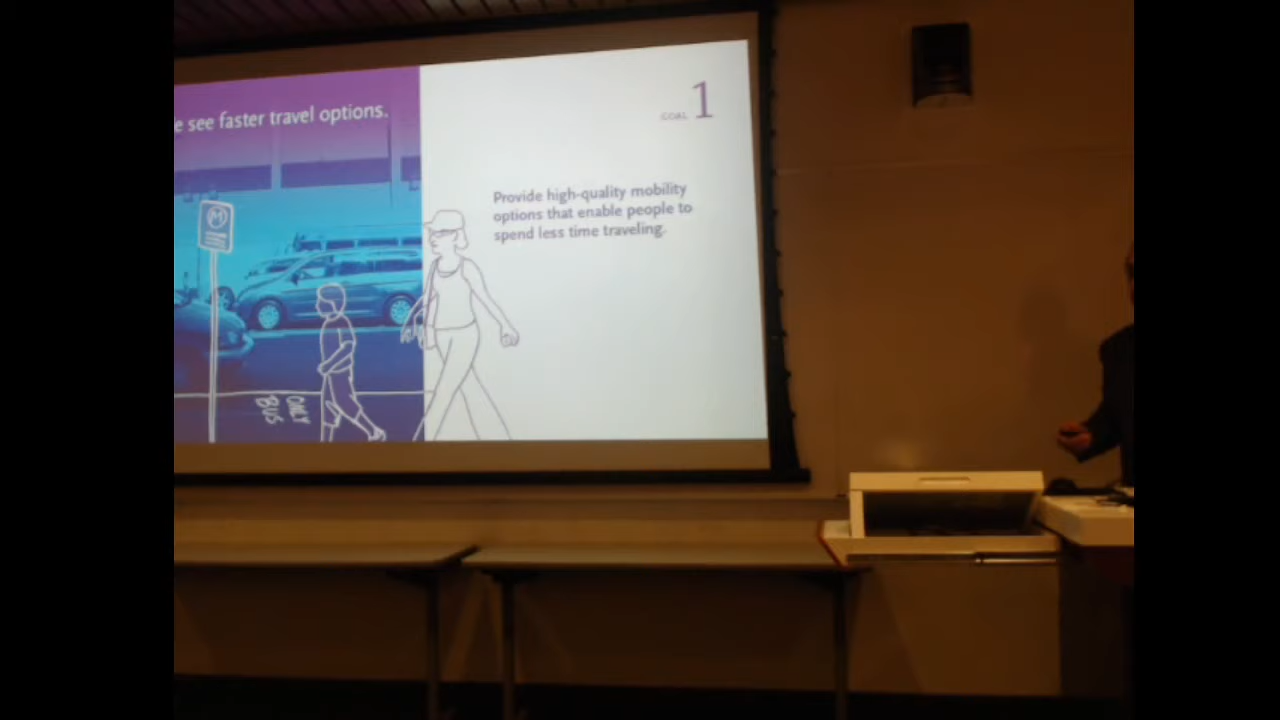 e see faster travel options.
GOAL 1
Provide high-quality mobility
options that enable people to
spend less time traveling.
M
BUS
ONLY